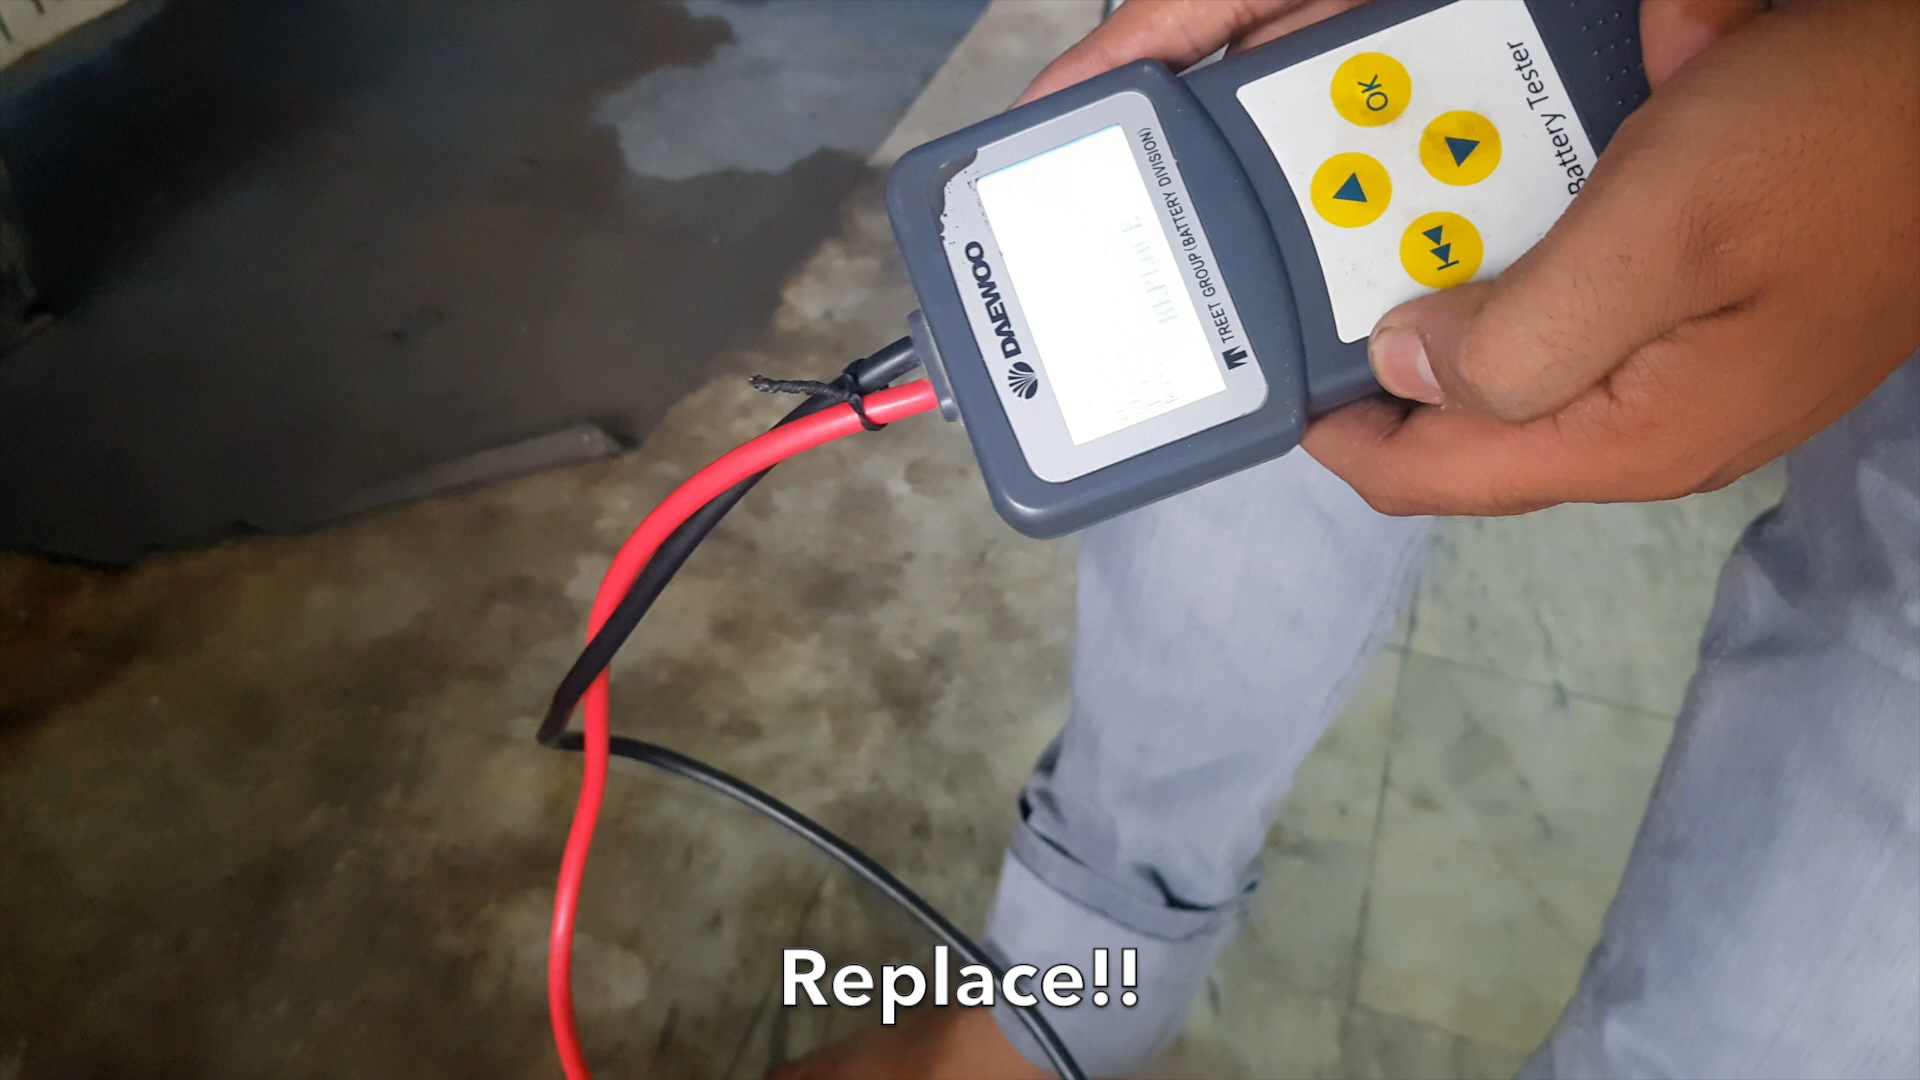 DAEWOO
REPLACE
TREET GROUP (BATTERY DIVISION)
OK
Battery Tester
Replace!!